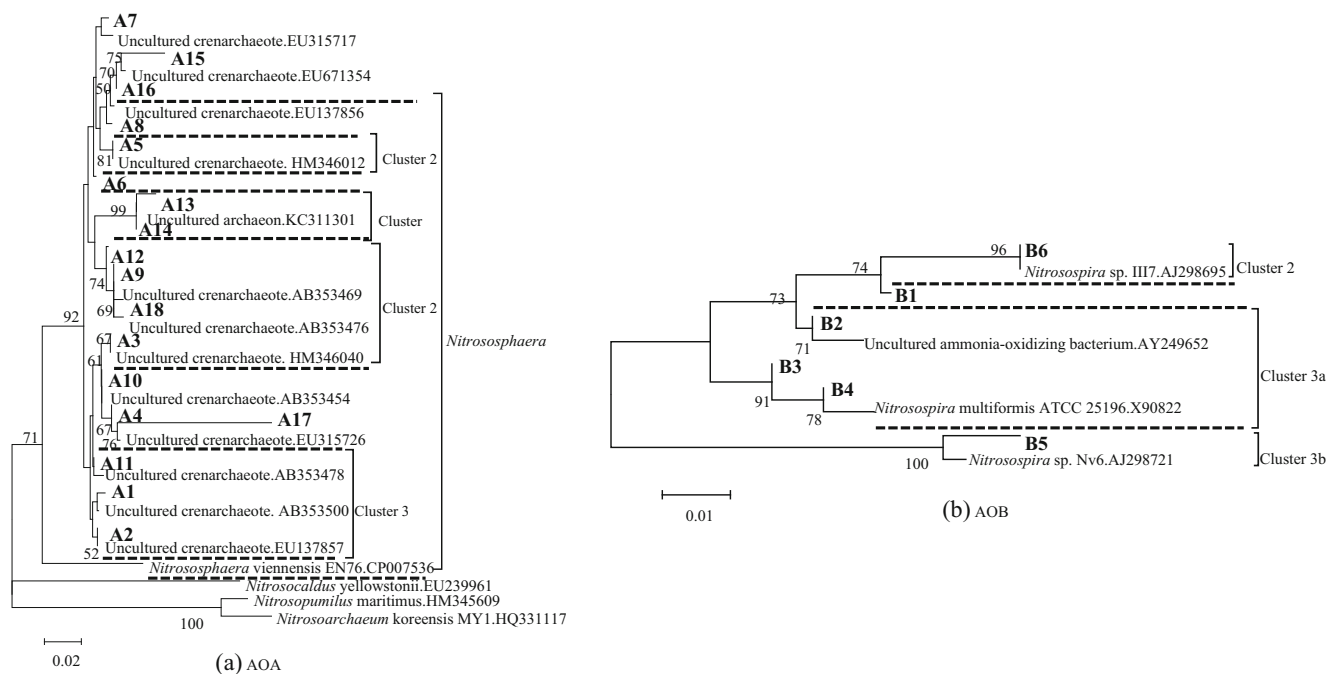 A7
Uncultured crenarchaeote.EU315717
75
A15
70
Uncultured crenarchaeote.EU671354
50
A16
Uncultured crenarchaeote.EU137856
A8
A5
81
Uncultured crenarchaeote. HM346012
Cluster 2
A6
99
A13
Uncultured archaeon.KC311301
Cluster
A14
A12
A9
74
Uncultured crenarchaeote.AB353469
Cluster 2
69
A18
92
Uncultured crenarchaeote.AB353476
67
A3
Nitrososphaera
61
Uncultured crenarchaeote. HM346040
A10
Uncultured crenarchaeote.AB353454
A4
A17
67
76
Uncultured crenarchaeote.EU315726
71
A11
Uncultured crenarchaeote.AB353478
A1
Uncultured crenarchaeote. AB353500
Cluster 3
A2
52
Uncultured crenarchaeote.EU137857
Nitrososphaera viennensis EN76.CP007536
Nitrosocaldus yellowstonii.EU239961
Nitrosopumilus maritimus.HM345609
100
Nitrosoarchaeum koreensis MY1.HQ331117
0.02
(a) AOA
96
B6
74
Nitrosospira sp. III7.AJ298695
Cluster 2
73
B1
B2
71
Uncultured ammonia-oxidizing bacterium.AY249652
B3
Cluster 3a
91
B4
78
Nitrosospira multiformis ATCC 25196.X90822
B5
100
Nitrosospira sp. Nv6.AJ298721
Cluster 3b
0.01
(b) AOB